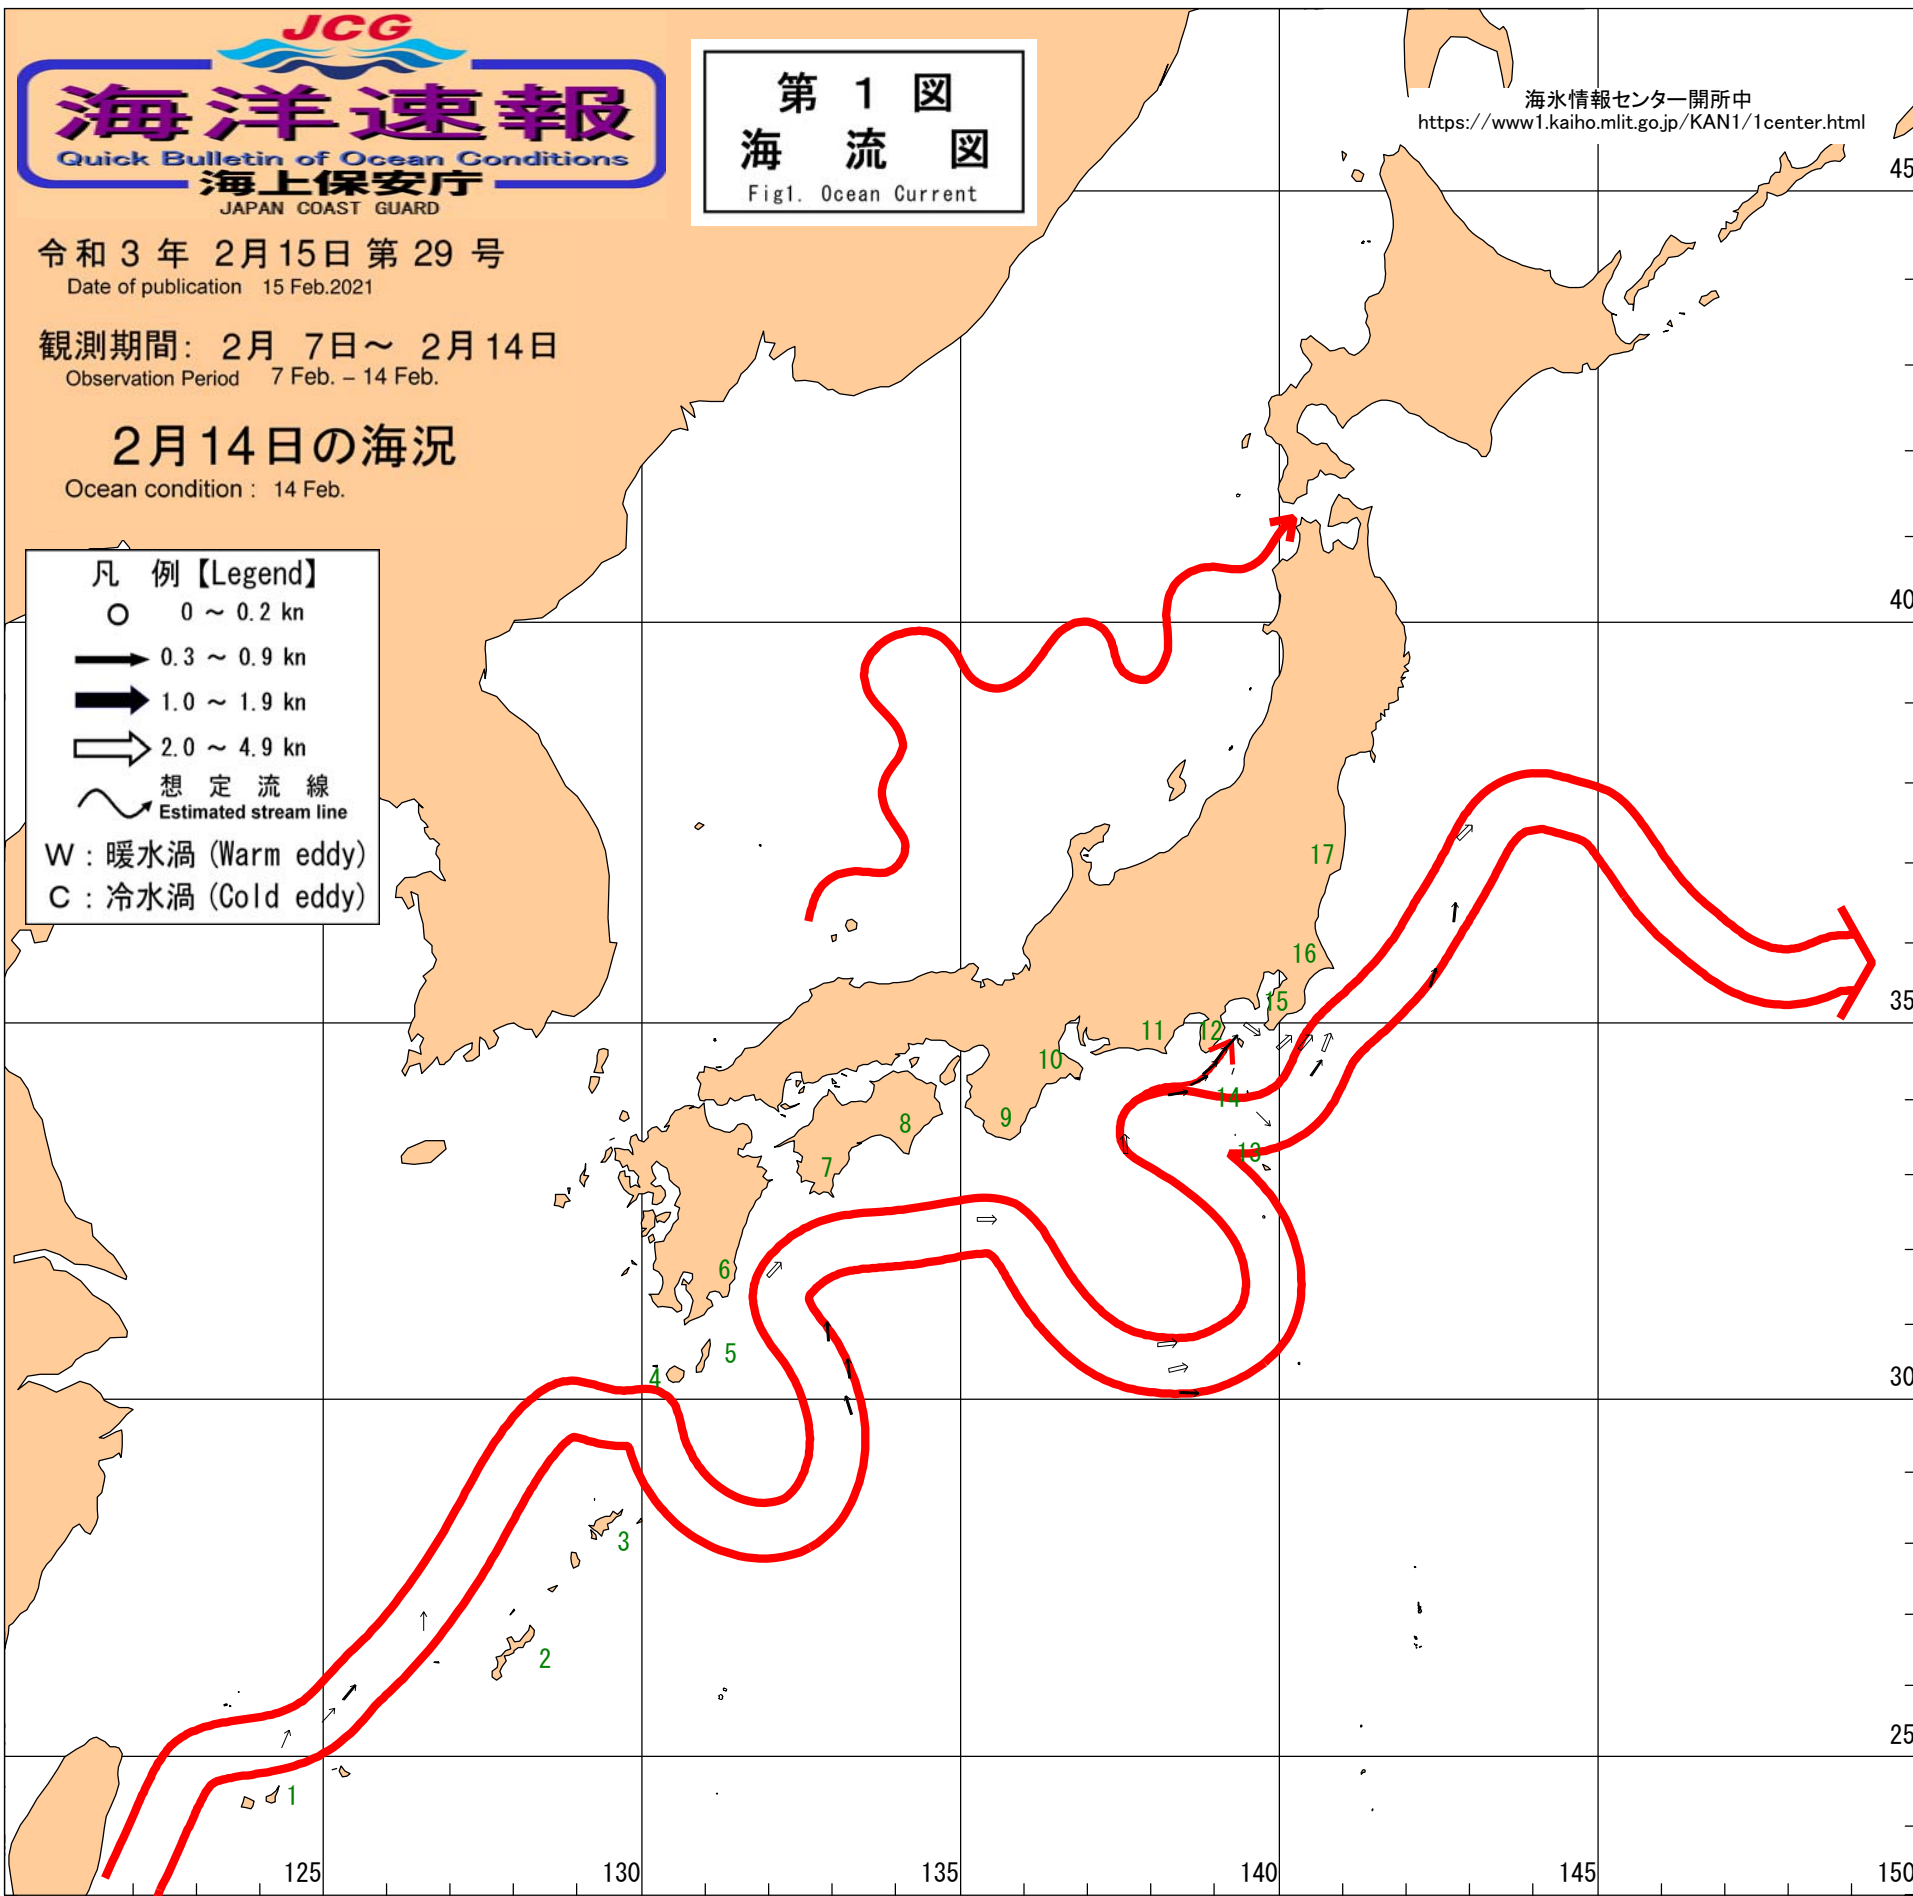 JCG
海洋速報
Quick Bulletin of Ocean Conditions
海上保安庁
JAPAN COAST GUARD
第 1 図
海 流 図
Fig1. Ocean Current
海氷情報センター開所中
https://www1.kaiho.mlit.go.jp/KAN1/1center.html
令和 3 年 2月15日 第 29 号
Date of publication 15 Feb.2021
観測期間: 2月 7日～ 2月14日
Observation Period 7 Feb. – 14 Feb.
2月14日の海況
Ocean condition : 14 Feb.
凡 例【Legend】
0 ～ 0.2 kn
0.3 ～ 0.9 kn
1.0 ～ 1.9 kn
2.0 ～ 4.9 kn
想 定 流 線
Estimated stream line
W : 暖水渦 (Warm eddy)
C : 冷水渦 (Cold eddy)
45
40
35
30
25
17
16
15
12
11
10
14
9
8
13
7
6
5
4
3
2
1
125
130
135
140
145
150